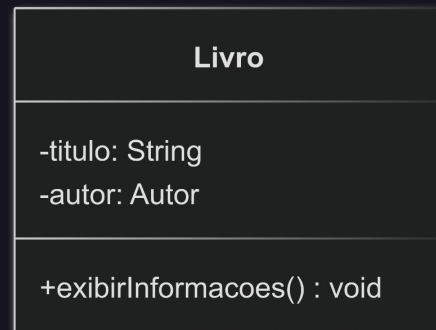 Livro
-titulo: String
-autor: Autor
+exibirInformacoes() : void